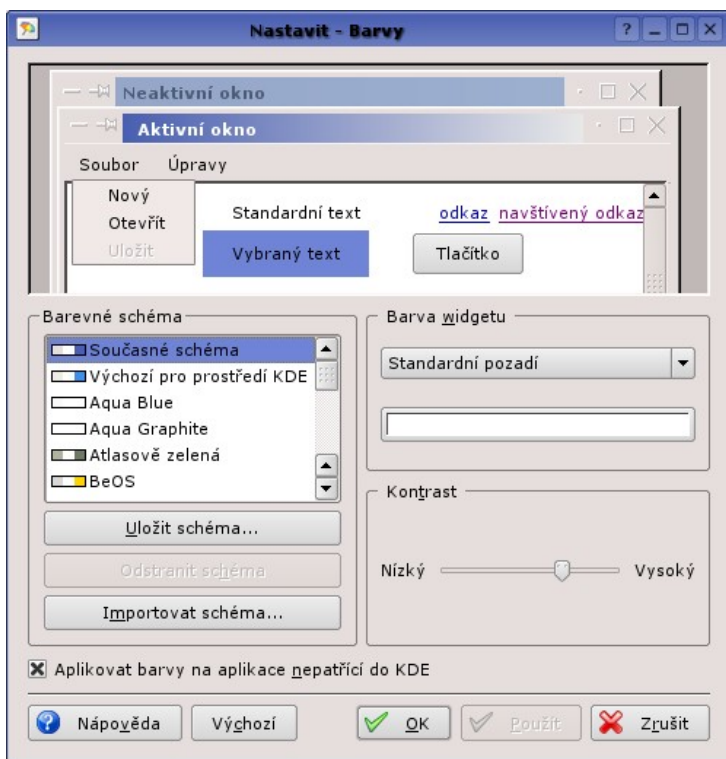 Nastavit - Barvy
Neaktivní okno
Aktivní okno
Soubor Úpravy
Nový
Otevřít
Uložit
Standardní text odkaz navštívený odkaz
Vybraný text Tlačítko
Barevné schéma
Současné schéma
Výchozí pro prostředí KDE
Aqua Blue
Aqua Graphite
Atlasově zelená
BeOS
Uložit schéma...
Odstranit schéma
Importovat schéma...
Barva widgetu
Standardní pozadí
Kontrast
Nízký Vysoký
Aplikovat barvy na aplikace nepatřící do KDE
Nápověda Výchozí OK Použít Zrušit